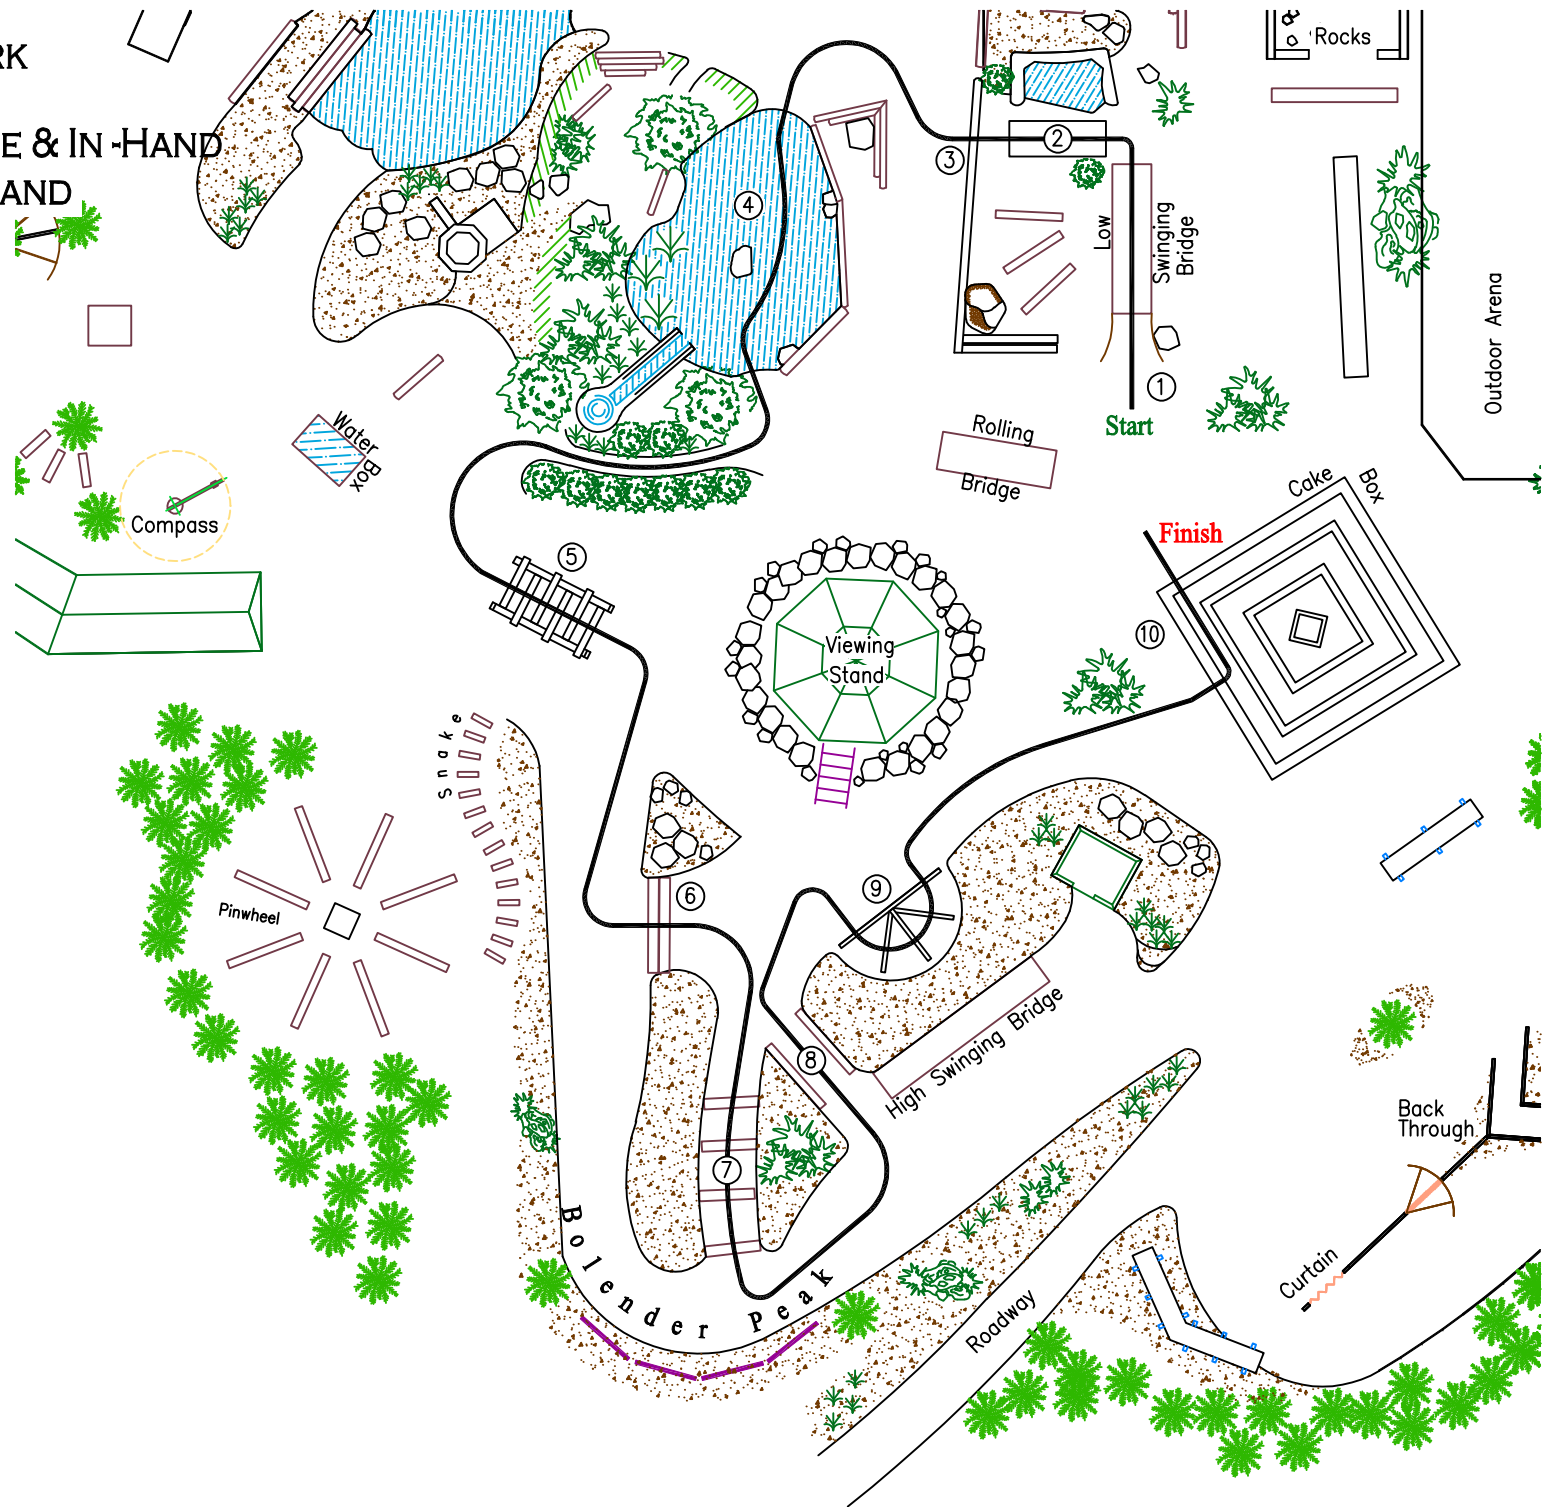 RK
E & IN-HAND
AND
Rocks
2
3
4
Low
Swinging
Bridge
1
Start
Outdoor Arena
Water
Box
Rolling
Bridge
Compass
Cake
Box
Finish
5
10
Viewing
Stand
Snake
Pinwheel
6
9
8
High Swinging Bridge
7
Back
Through
Bolender Peak
Curtain
Roadway